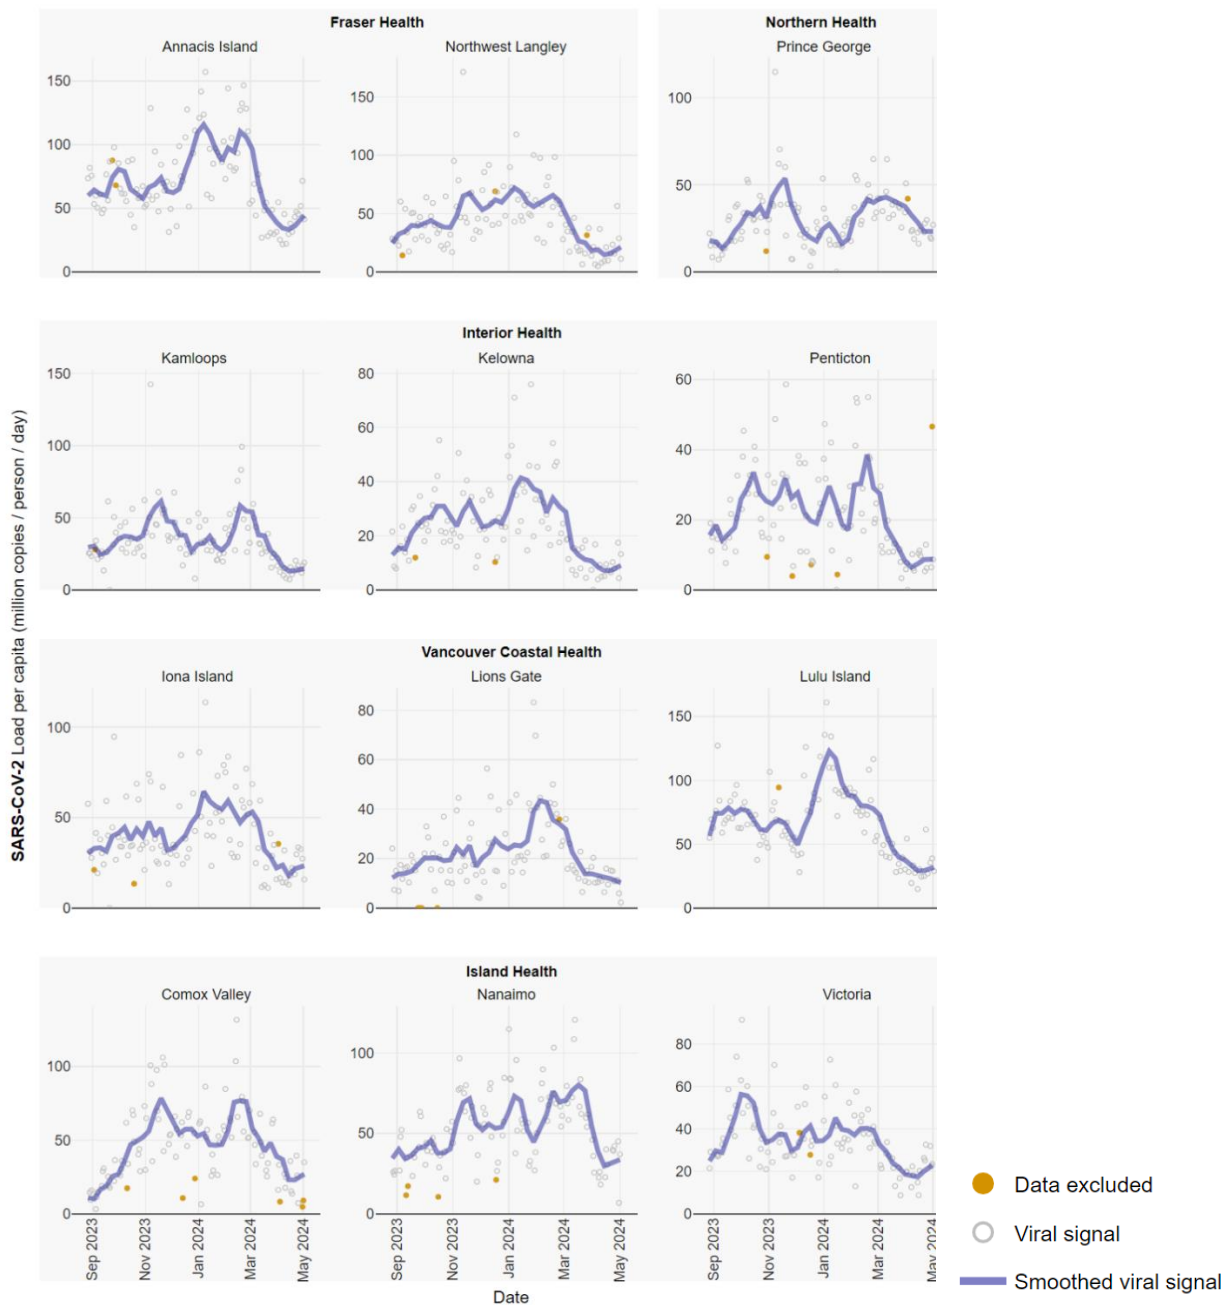 Fraser Health
Northern Health
Annacis Island
Northwest Langley
Prince George
150
100
50
0
150
100
50
0
100
50
0
Interior Health
Kamloops
Kelowna
Penticton
150
100
50
0
80
60
40
20
0
60
40
20
0
Vancouver Coastal Health
Iona Island
Lions Gate
Lulu Island
100
50
0
80
60
40
20
0
150
100
50
0
Island Health
Comox Valley
Nanaimo
Victoria
100
50
0
100
50
0
80
60
40
20
0
Sep 2023
Nov 2023
Jan 2024
Mar 2024
May 2024
Sep 2023
Nov 2023
Jan 2024
Mar 2024
May 2024
Sep 2023
Nov 2023
Jan 2024
Mar 2024
May 2024
Date
SARS-CoV-2 Load per capita (million copies / person / day)
Data excluded
Viral signal
Smoothed viral signal